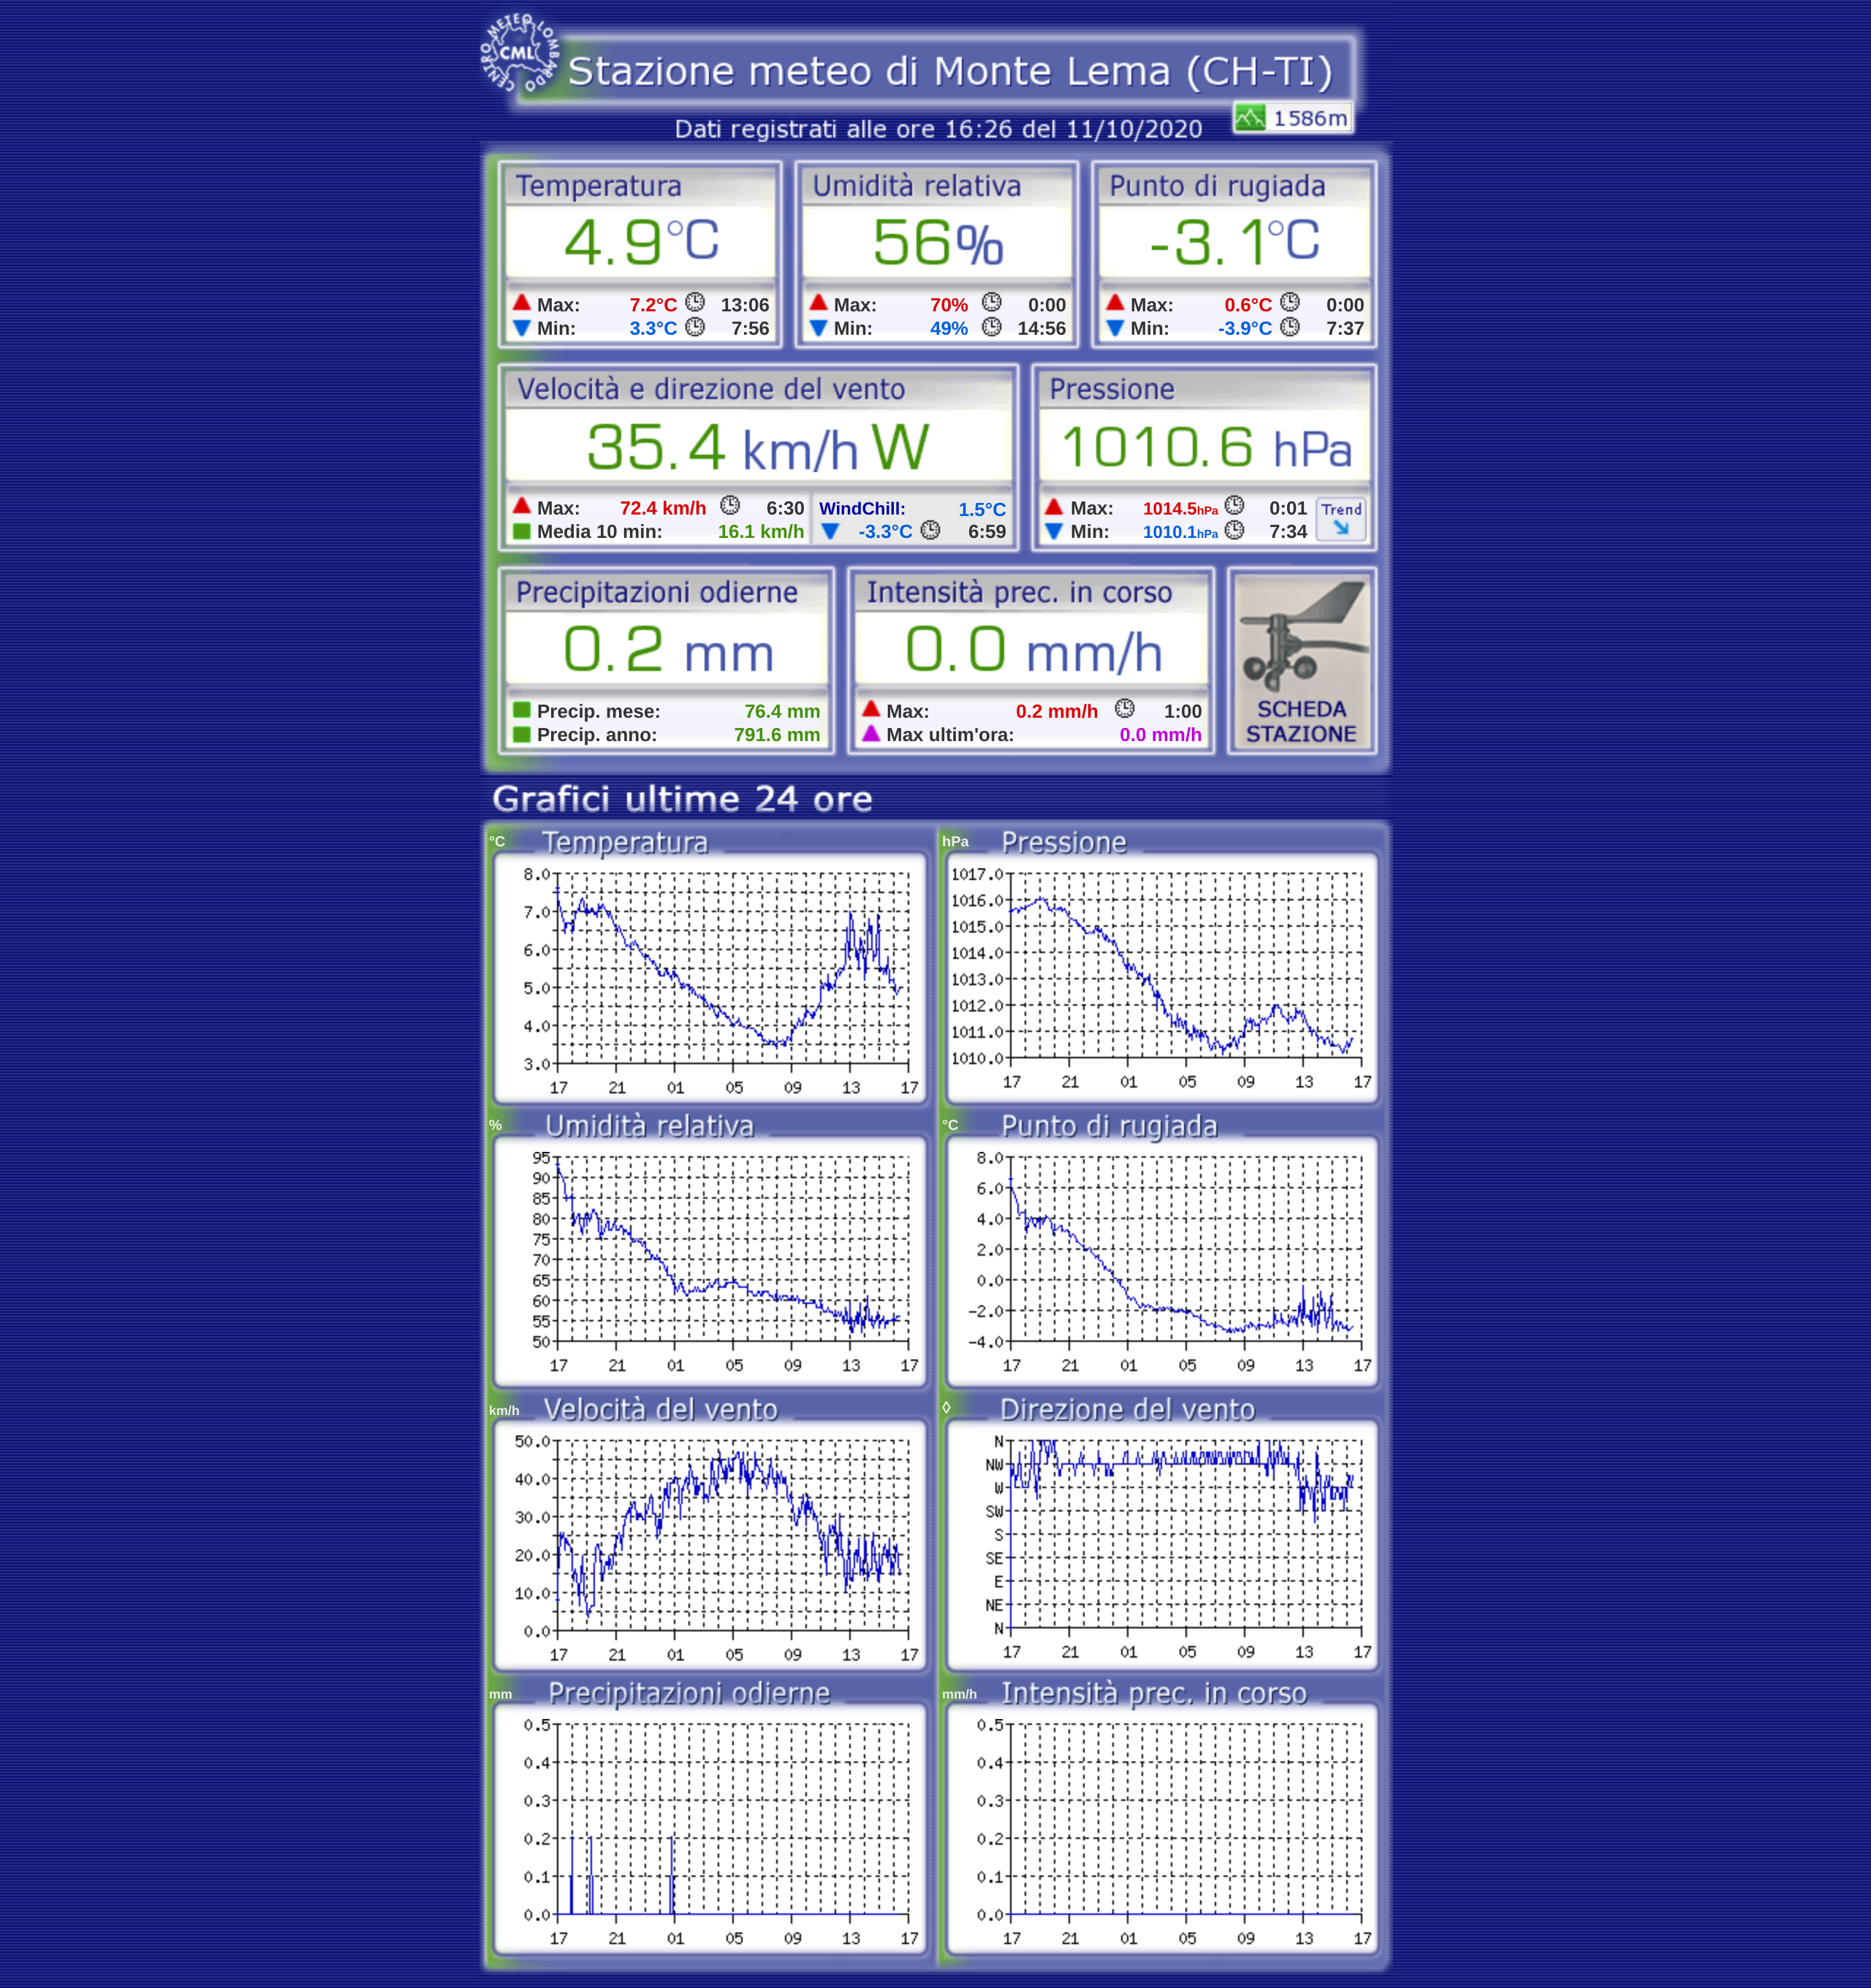 CENTRO METEO LOMBARDO
CML
Stazione meteo di Monte Lema (CH-TI)
1586m
Dati registrati alle ore 16:26 del 11/10/2020
Temperatura
4.9°C
Max: 7.2°C 13:06
Min: 3.3°C 7:56
Umidità relativa
56%
Max: 70% 0:00
Min: 49% 14:56
Punto di rugiada
-3.1°C
Max: 0.6°C 0:00
Min: -3.9°C 7:37
Velocità e direzione del vento
35.4 km/h W
Max: 72.4 km/h 6:30
Media 10 min: 16.1 km/h
WindChill: 1.5°C
-3.3°C 6:59
Pressione
1010.6 hPa
Max: 1014.5hPa 0:01
Min: 1010.1hPa 7:34
Trend
Precipitazioni odierne
0.2 mm
Precip. mese: 76.4 mm
Precip. anno: 791.6 mm
Intensità prec. in corso
0.0 mm/h
Max: 0.2 mm/h 1:00
Max ultim'ora: 0.0 mm/h
SCHEDA
STAZIONE
Grafici ultime 24 ore
°C Temperatura
8.0
7.0
6.0
5.0
4.0
3.0
17 21 01 05 09 13 17
hPa Pressione
1017.0
1016.0
1015.0
1014.0
1013.0
1012.0
1011.0
1010.0
17 21 01 05 09 13 17
% Umidità relativa
95
90
85
80
75
70
65
60
55
50
17 21 01 05 09 13 17
°C Punto di rugiada
8.0
6.0
4.0
2.0
0.0
-2.0
-4.0
17 21 01 05 09 13 17
km/h Velocità del vento
50.0
40.0
30.0
20.0
10.0
0.0
17 21 01 05 09 13 17
◊ Direzione del vento
N
NW
W
SW
S
SE
E
NE
N
17 21 01 05 09 13 17
mm Precipitazioni odierne
0.5
0.4
0.3
0.2
0.1
0.0
17 21 01 05 09 13 17
mm/h Intensità prec. in corso
0.5
0.4
0.3
0.2
0.1
0.0
17 21 01 05 09 13 17